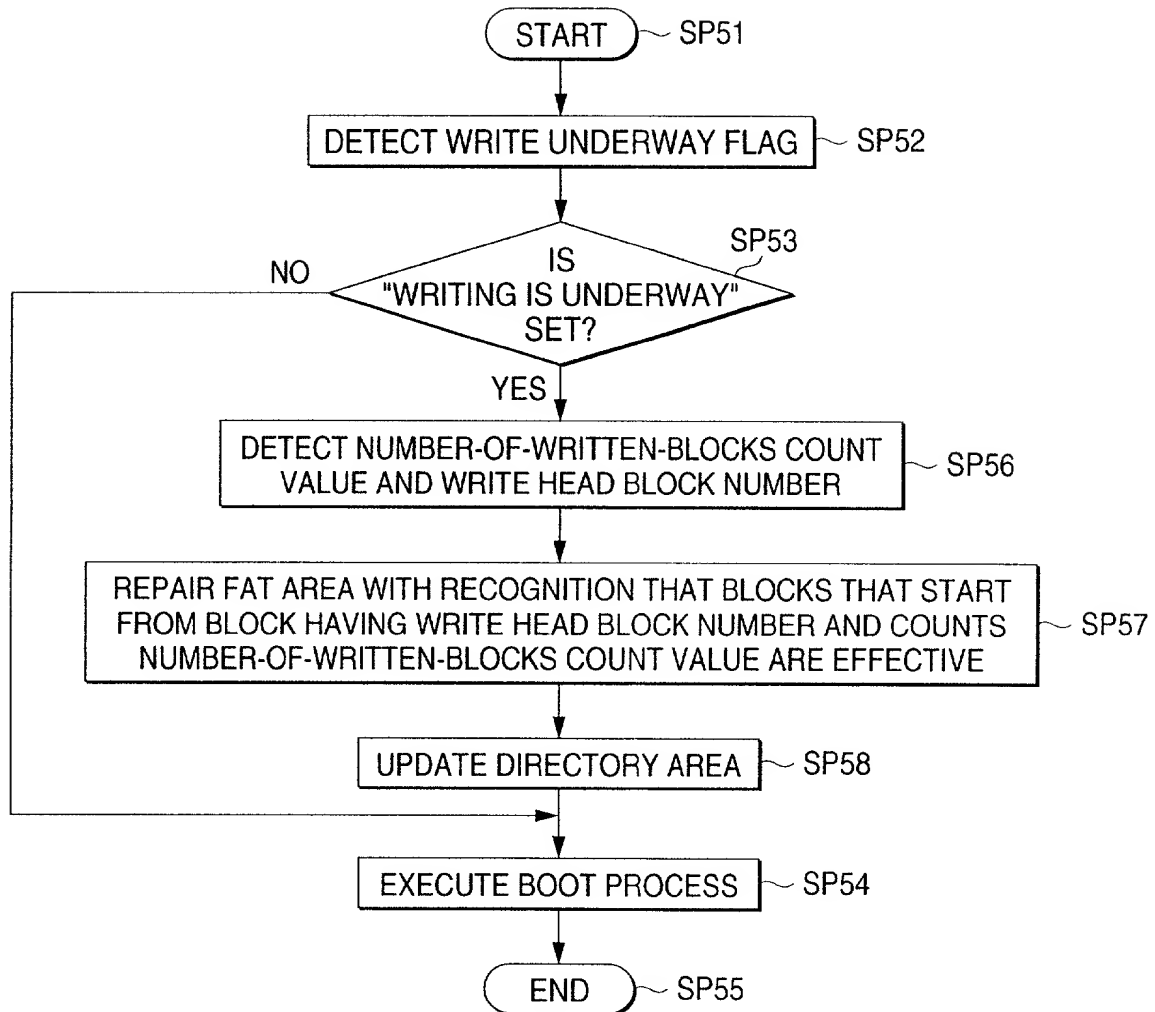 START
SP51
DETECT WRITE UNDERWAY FLAG
SP52
SP53
IS
"WRITING IS UNDERWAY"
SET?
NO
YES
DETECT NUMBER-OF-WRITTEN-BLOCKS COUNT
VALUE AND WRITE HEAD BLOCK NUMBER
SP56
REPAIR FAT AREA WITH RECOGNITION THAT BLOCKS THAT START
FROM BLOCK HAVING WRITE HEAD BLOCK NUMBER AND COUNTS
NUMBER-OF-WRITTEN-BLOCKS COUNT VALUE ARE EFFECTIVE
SP57
UPDATE DIRECTORY AREA
SP58
EXECUTE BOOT PROCESS
SP54
END
SP55